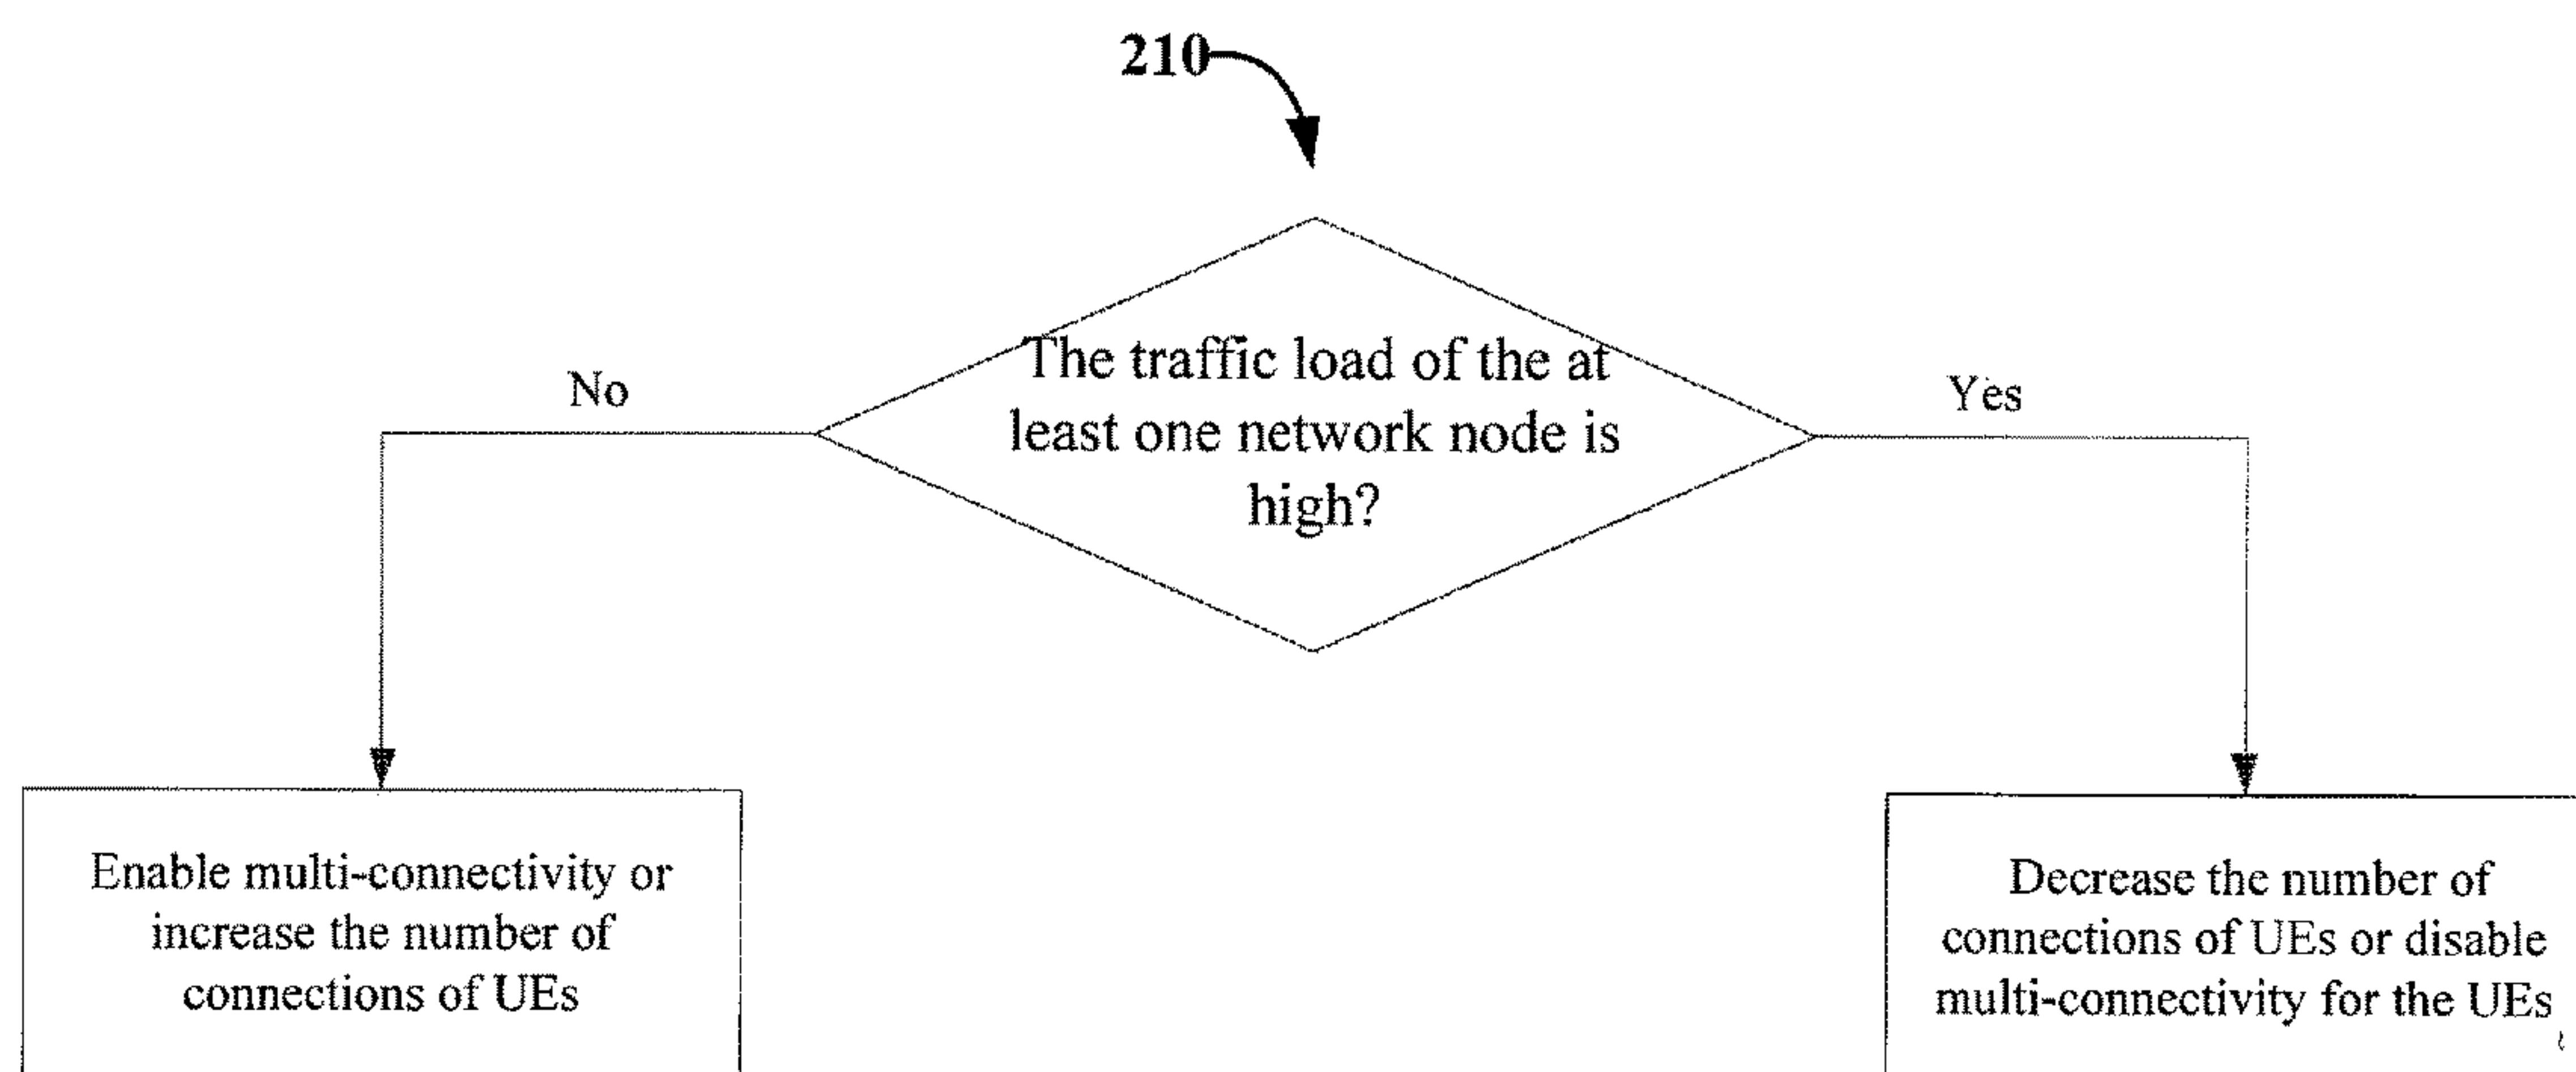 210
The traffic load of the at
least one network node is
high?
No
Yes
Enable multi-connectivity or
increase the number of
connections of UEs
Decrease the number of
connections of UEs or disable
multi-connectivity for the UEs